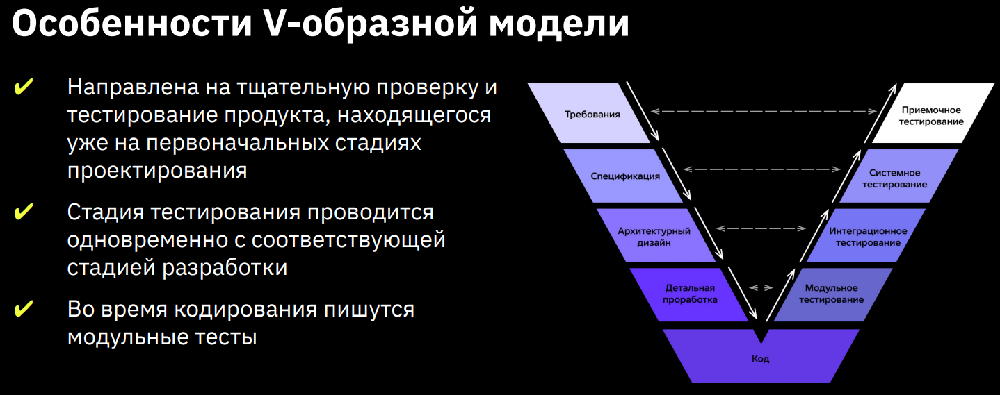 Особенности V-образной модели
✔ Направлена на тщательную проверку и
тестирование продукта, находящегося
уже на первоначальных стадиях
проектирования
✔ Стадия тестирования проводится
одновременно с соответствующей
стадией разработки
✔ Во время кодирования пишутся
модульные тесты
Требования
Приемочное
тестирование
Спецификация
Системное
тестирование
Архитектурный
дизайн
Интеграционное
тестирование
Детальная
проработка
Модульное
тестирование
Код